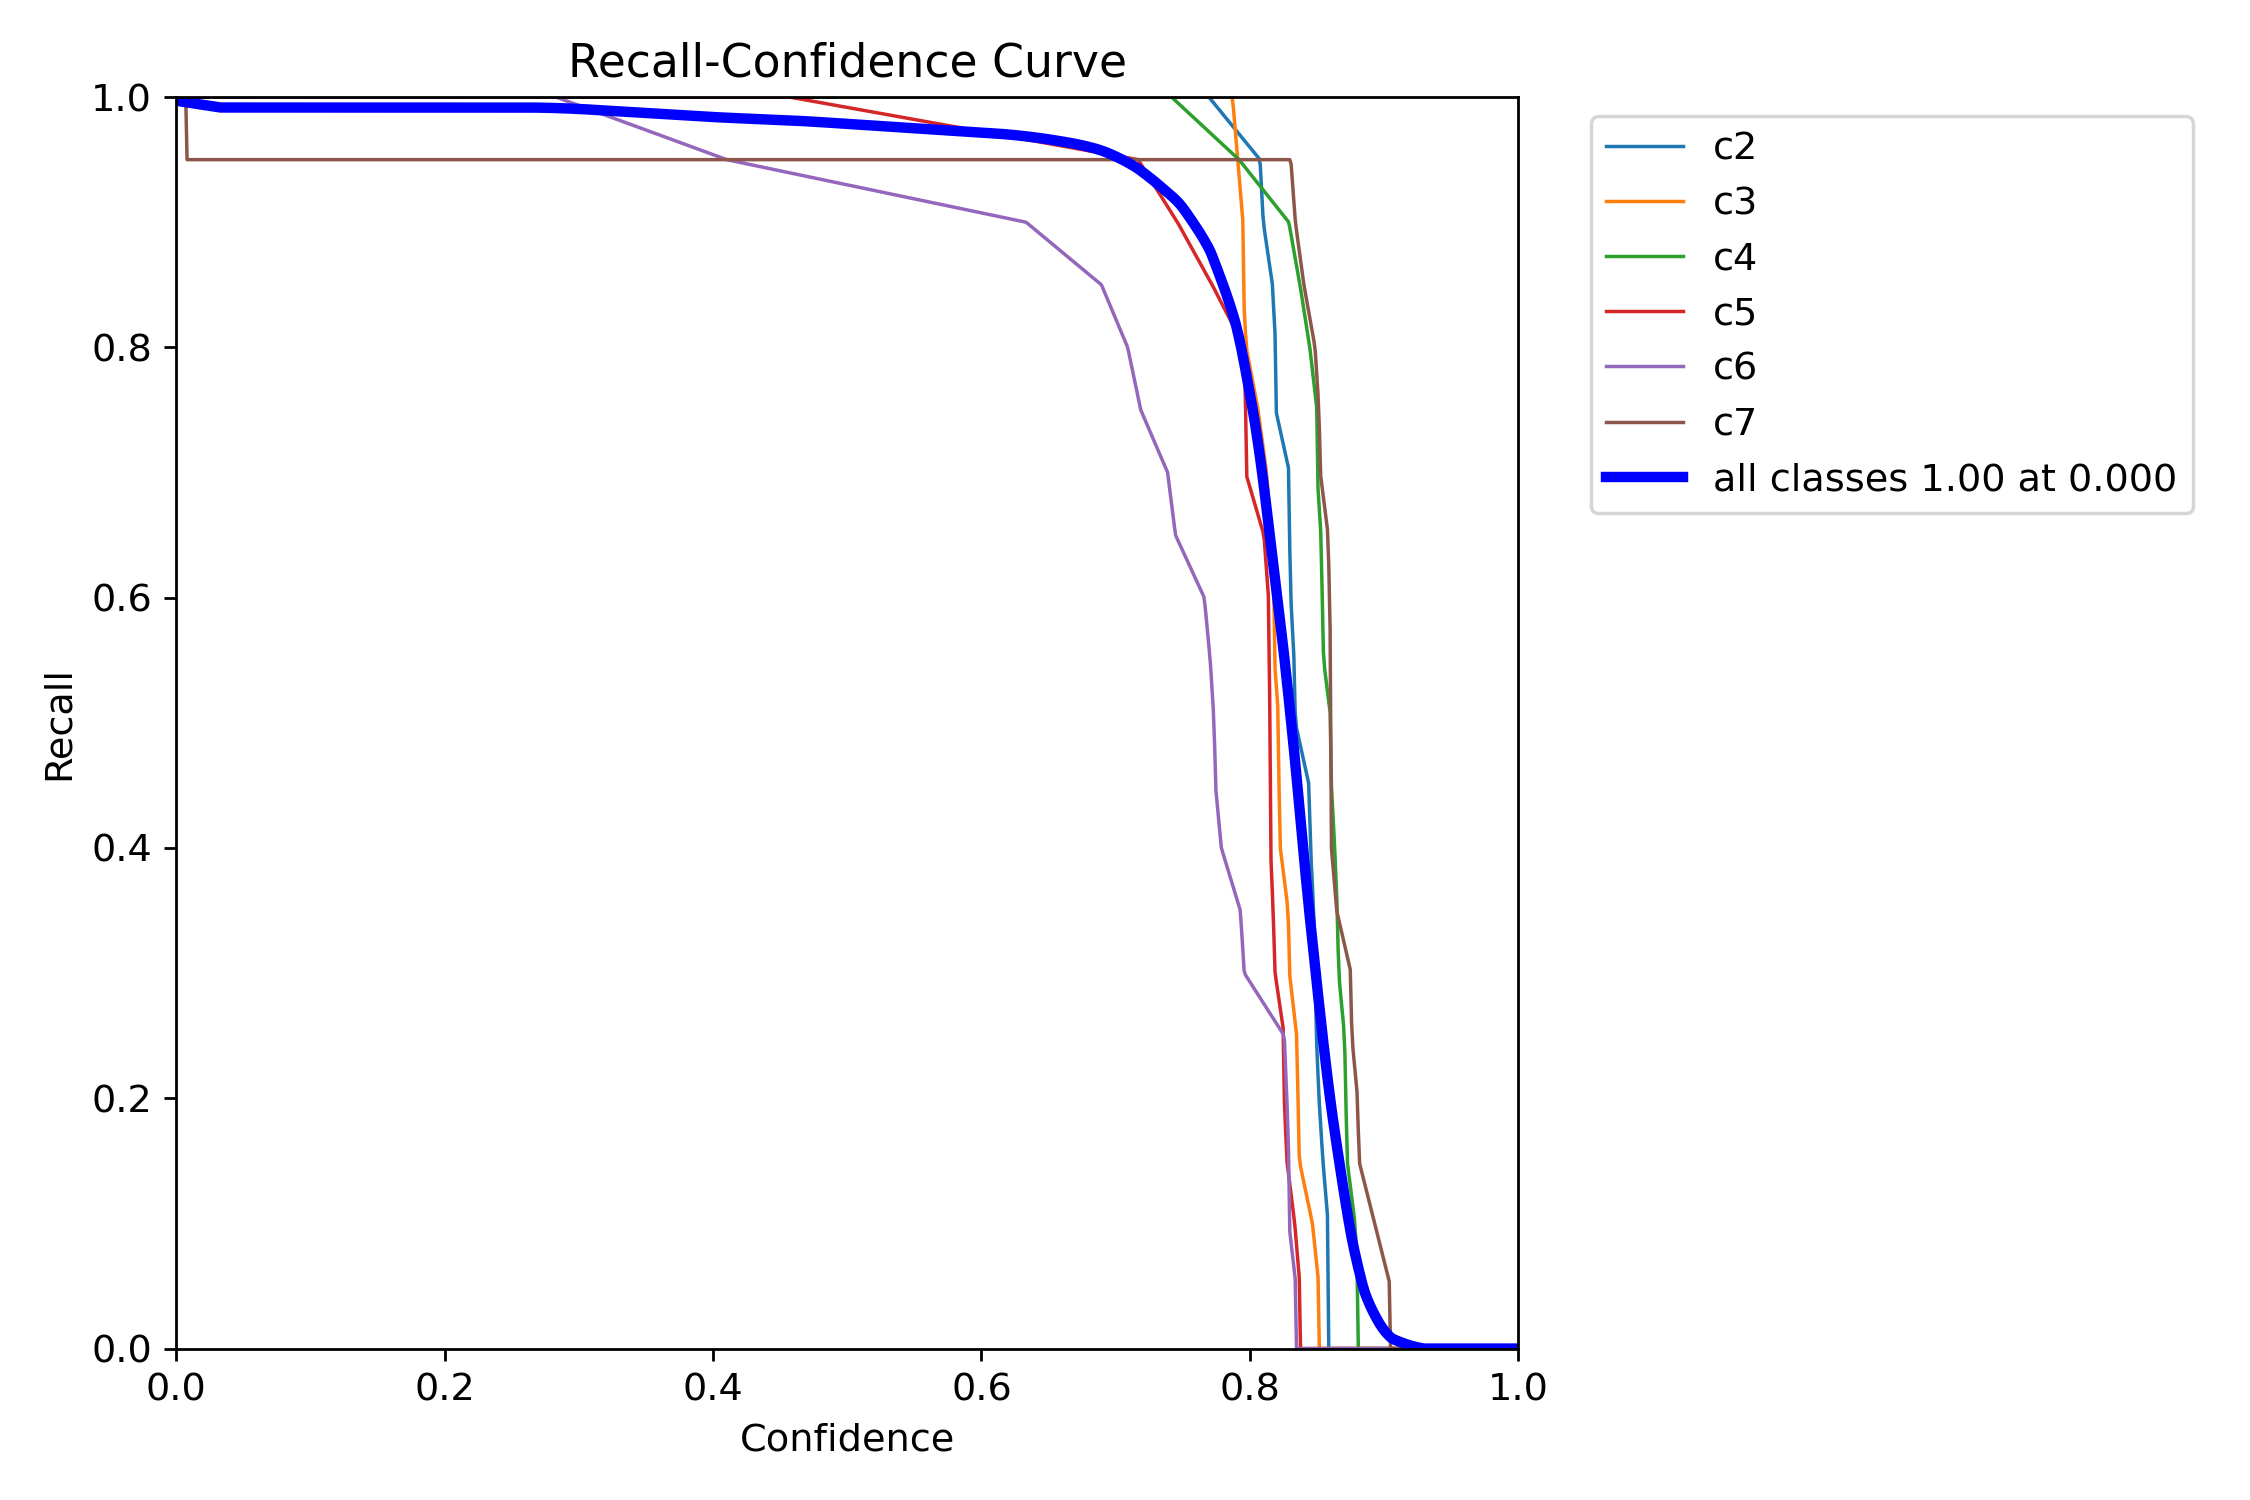 Recall-Confidence Curve
1.0
0.8
0.6
0.4
0.2
0.0
Recall
0.0 0.2 0.4 0.6 0.8 1.0
Confidence
c2
c3
c4
c5
c6
c7
all classes 1.00 at 0.000